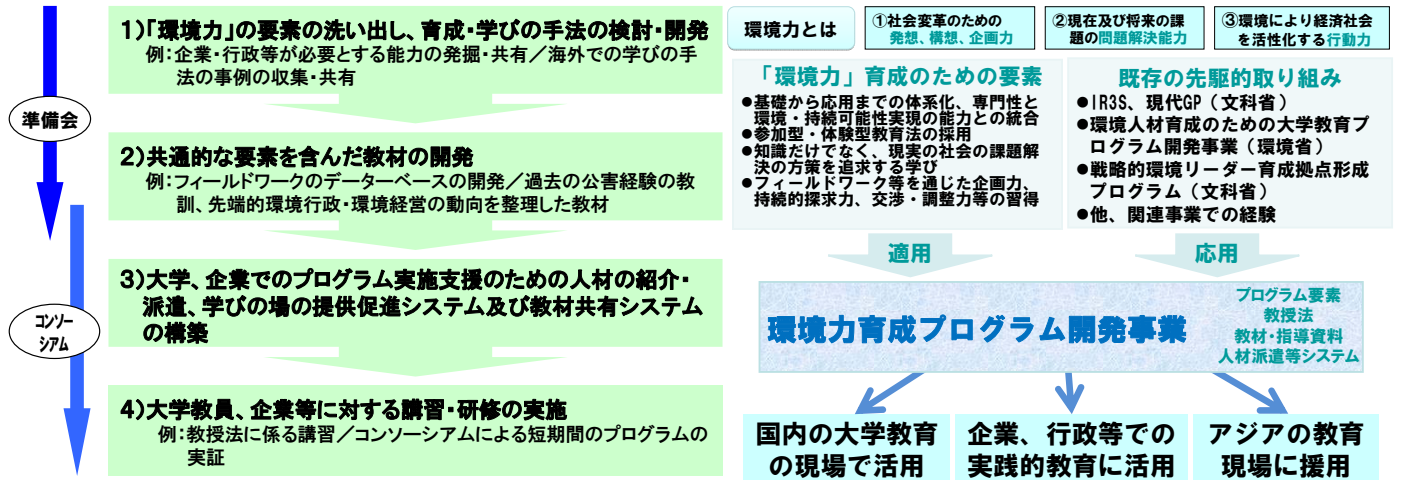 準備会
コンソー
シアム
1)「環境力」の要素の洗い出し、育成・学びの手法の検討・開発
例：企業・行政等が必要とする能力の発掘・共有／海外での学びの手
法の事例の収集・共有
2)共通的な要素を含んだ教材の開発
例：フィールドワークのデーターベースの開発／過去の公害経験の教
訓、先端的環境行政・環境経営の動向を整理した教材
3)大学、企業でのプログラム実施支援のための人材の紹介・
派遣、学びの場の提供促進システム及び教材共有システム
の構築
4)大学教員、企業等に対する講習・研修の実施
例：教授法に係る講習／コンソーシアムによる短期間のプログラムの
実証
環境力とは
①社会変革のための
発想、構想、企画力
②現在及び将来の課
題の問題解決能力
③環境により経済社会
を活性化する行動力
「環境力」育成のための要素
●基礎から応用までの体系化、専門性と
環境・持続可能性実現の能力との統合
●参加型・体験型教育法の採用
●知識だけでなく、現実の社会の課題解
決の方策を追求する学び
●フィールドワーク等を通じた企画力、
持続的探求力、交渉・調整力等の習得
既存の先駆的取り組み
●IR3S、現代GP（文科省）
●環境人材育成のための大学教育プ
ログラム開発事業（環境省）
●戦略的環境リーダー育成拠点形成
プログラム（文科省）
●他、関連事業での経験
適用
応用
環境力育成プログラム開発事業
プログラム要素
教授法
教材・指導資料
人材派遣等システム
国内の大学教育
の現場で活用
企業、行政等での
実践的教育に活用
アジアの教育
現場に援用